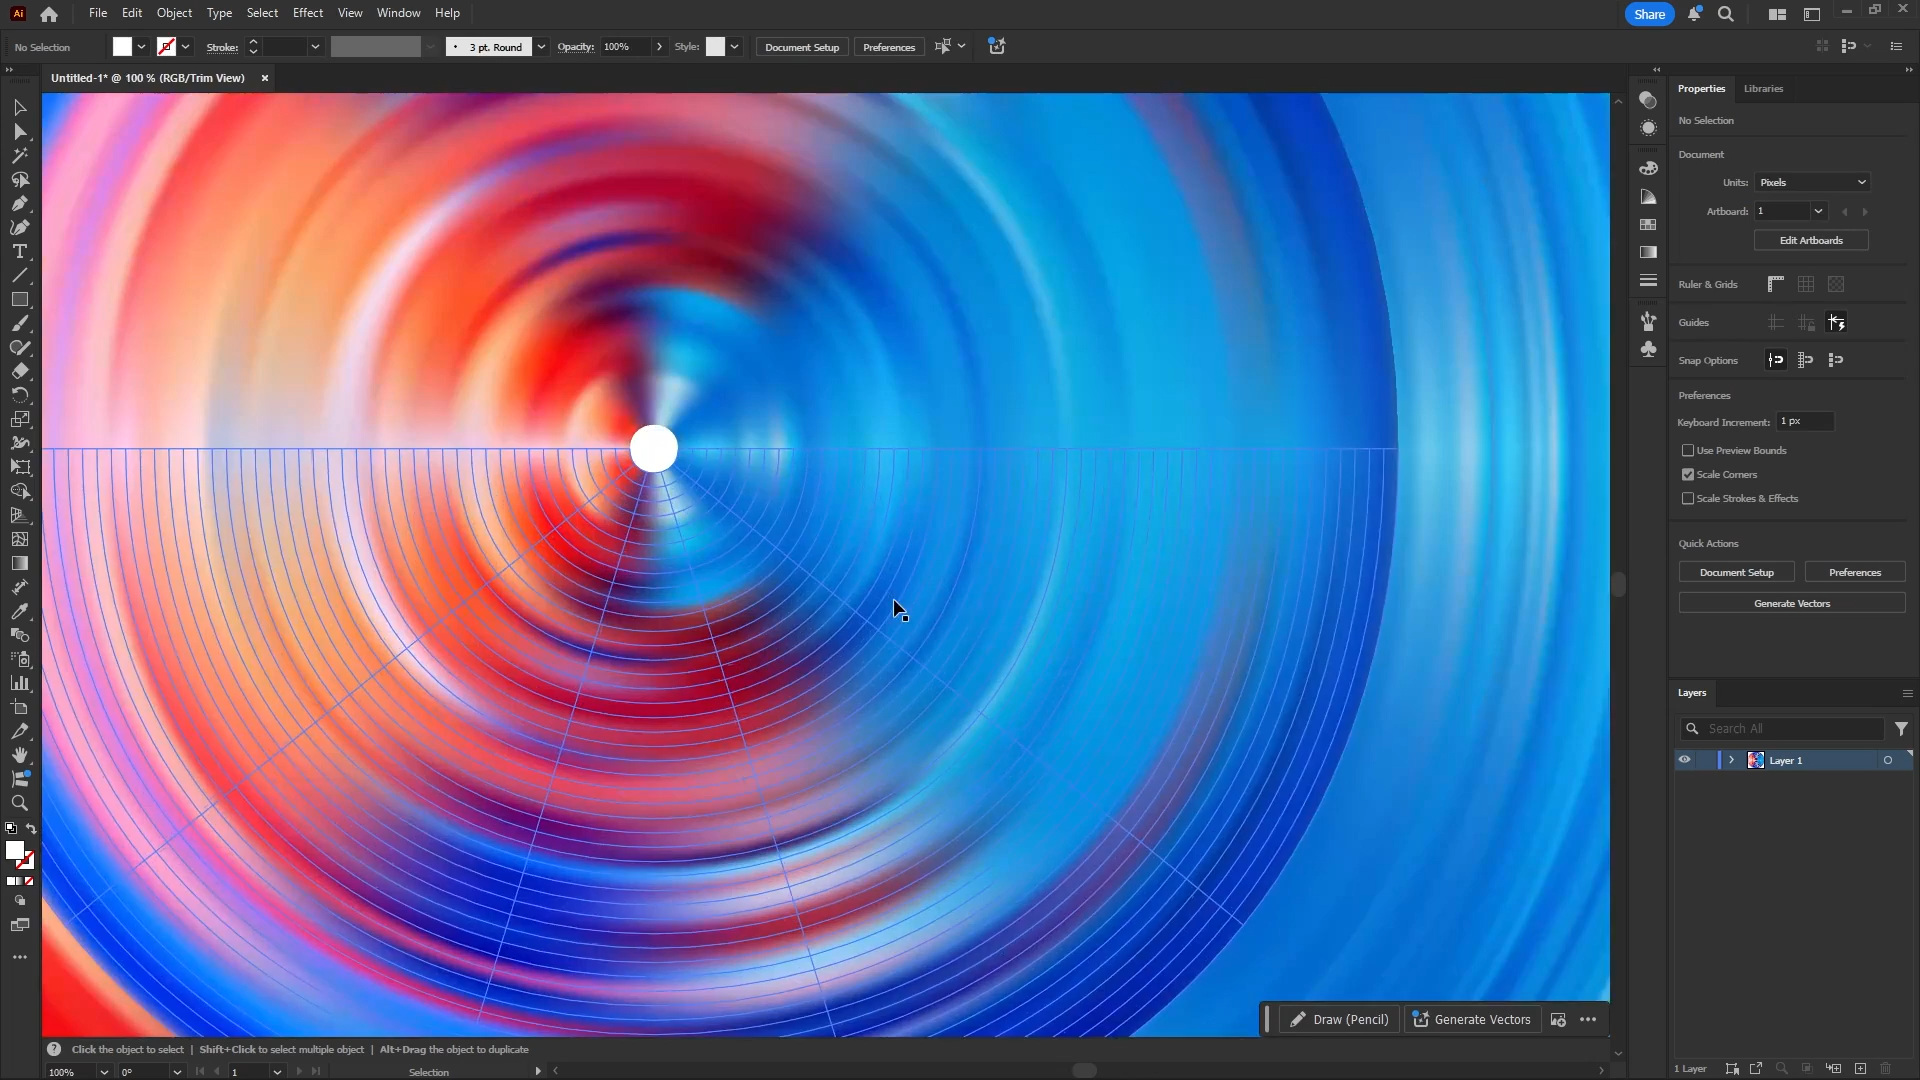 Ai File Edit Object Type Select Effect View Window Help Share
No Selection Stroke: 3 pt. Round Opacity: 100% Style: Document Setup Preferences
Untitled-1* @ 100 % (RGB/Trim View) ×
Properties Libraries
No Selection
Document
Units: Pixels
Artboard: 1
Edit Artboards
Ruler & Grids
Guides
Snap Options
Preferences
Keyboard Increment: 1 px
Use Preview Bounds
Scale Corners
Scale Strokes & Effects
Quick Actions
Document Setup Preferences
Generate Vectors
Layers
Search All
Layer 1
Draw (Pencil) Generate Vectors
Click the object to select | Shift+Click to select multiple object | Alt+Drag the object to duplicate
100% 0° 1 Selection
1 Layer